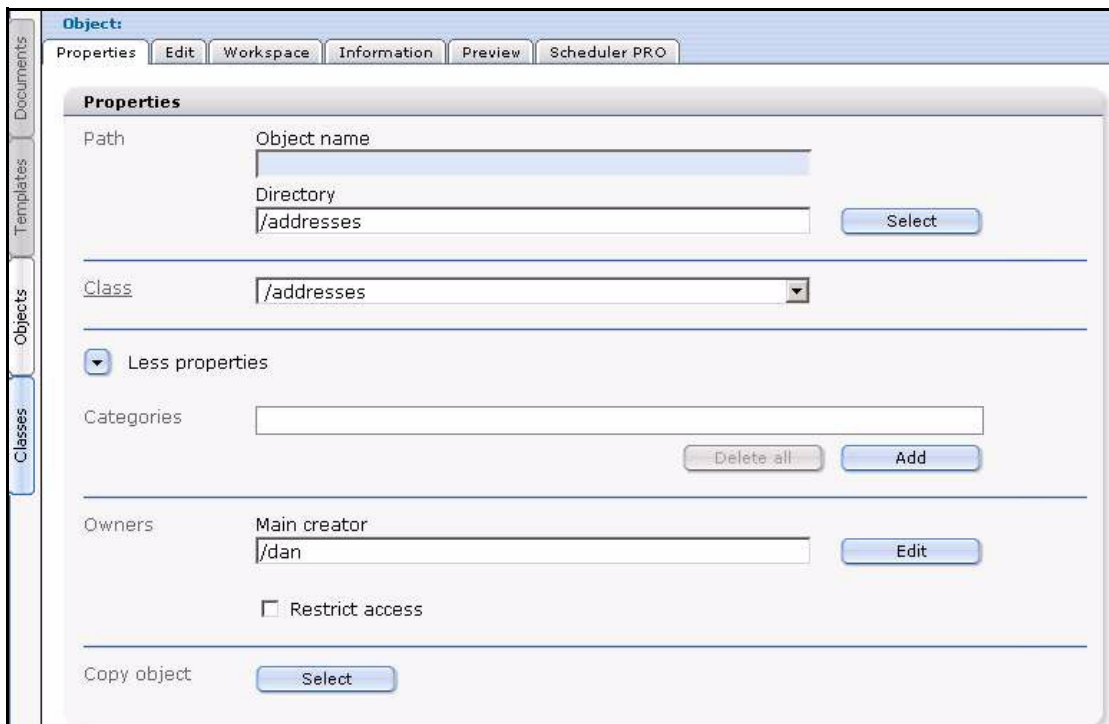 Object:
Properties Edit Workspace Information Preview Scheduler PRO
Documents
Templates
Objects
Classes
Properties
Path Object name
Directory
/addresses Select
Class /addresses
Less properties
Categories
Delete all Add
Owners Main creator
/dan Edit
Restrict access
Copy object Select